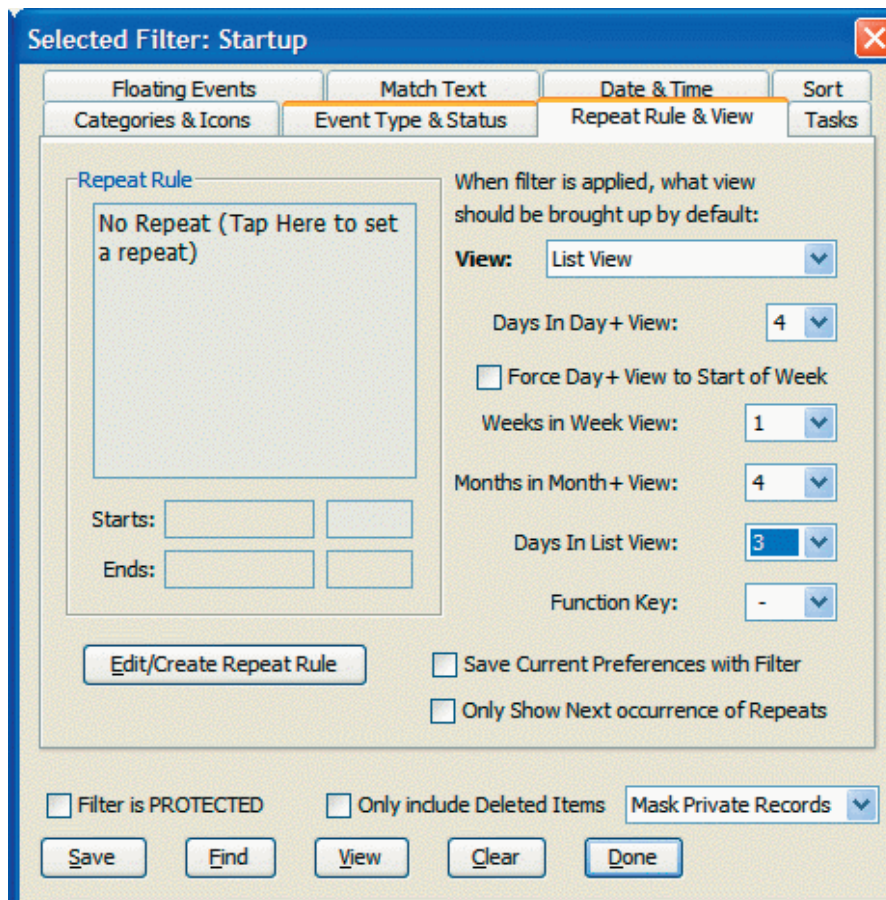 Selected Filter: Startup
Floating Events
Match Text
Date & Time
Sort
Categories & Icons
Event Type & Status
Repeat Rule & View
Tasks
Repeat Rule
No Repeat (Tap Here to set
a repeat)
Starts:
Ends:
Edit/Create Repeat Rule
When filter is applied, what view
should be brought up by default:
View: List View
Days In Day+ View: 4
Force Day+ View to Start of Week
Weeks in Week View: 1
Months in Month+ View: 4
Days In List View: 3
Function Key: -
Save Current Preferences with Filter
Only Show Next occurrence of Repeats
Filter is PROTECTED
Only include Deleted Items
Mask Private Records
Save
Find
View
Clear
Done